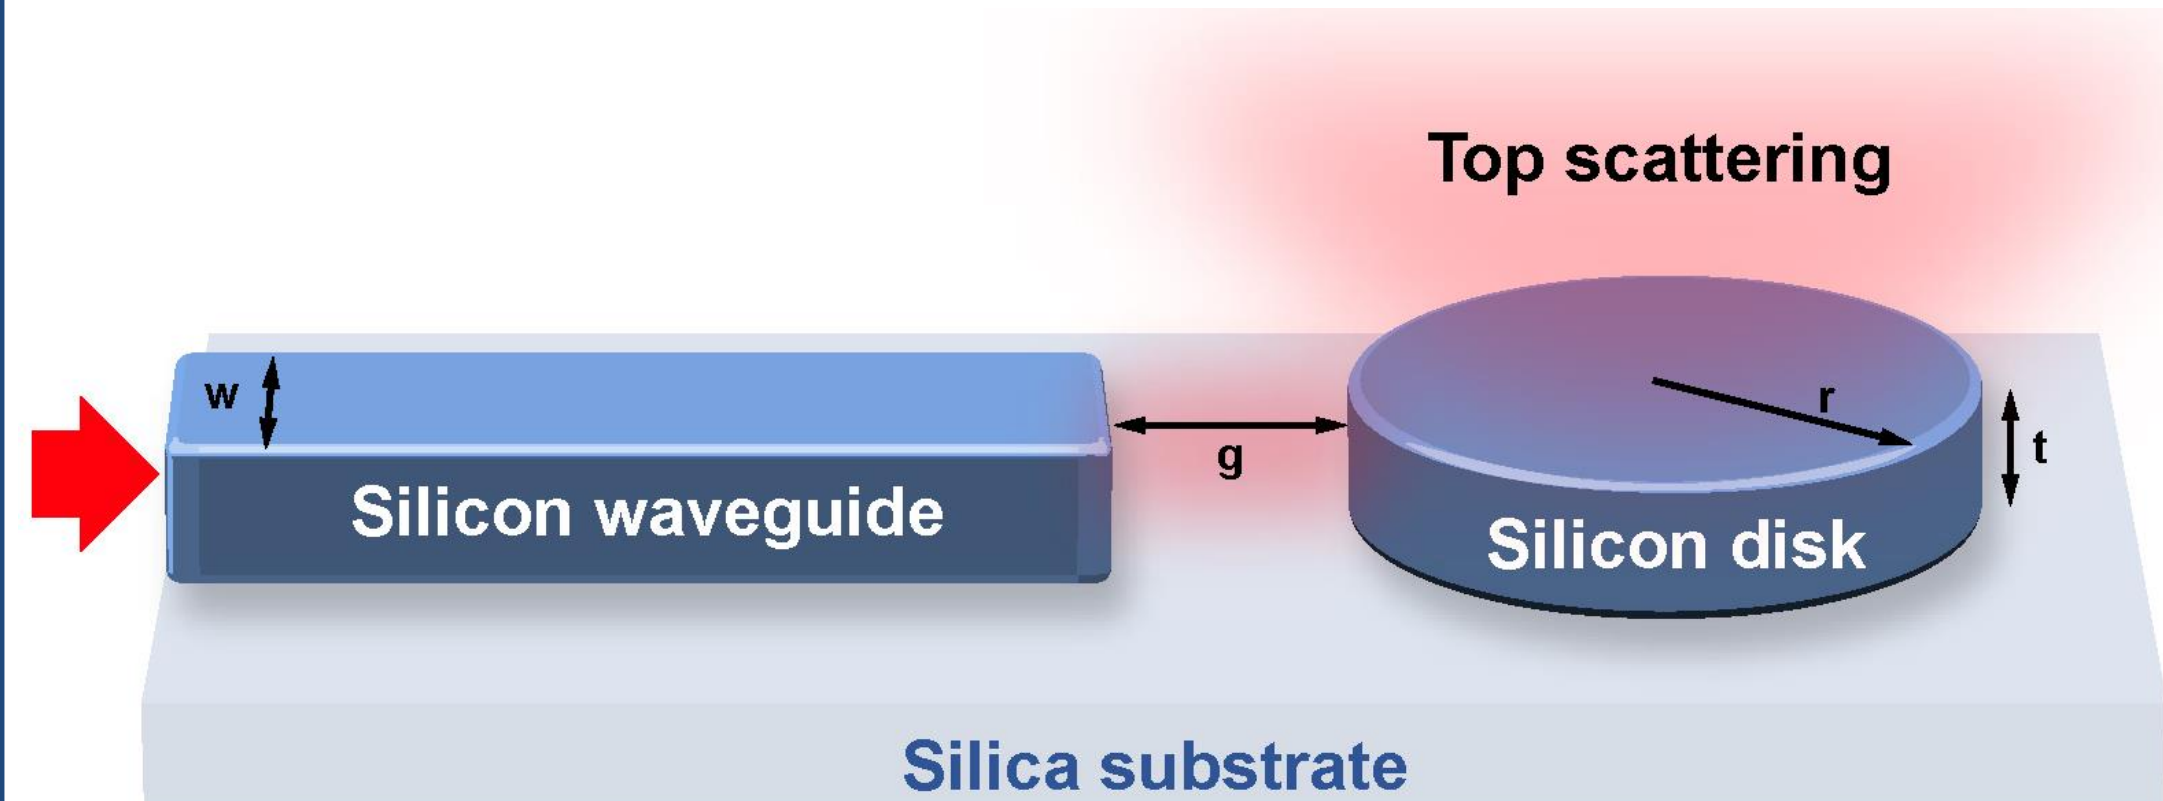 Top scattering
w
r
g
t
Silicon waveguide
Silicon disk
Silica substrate